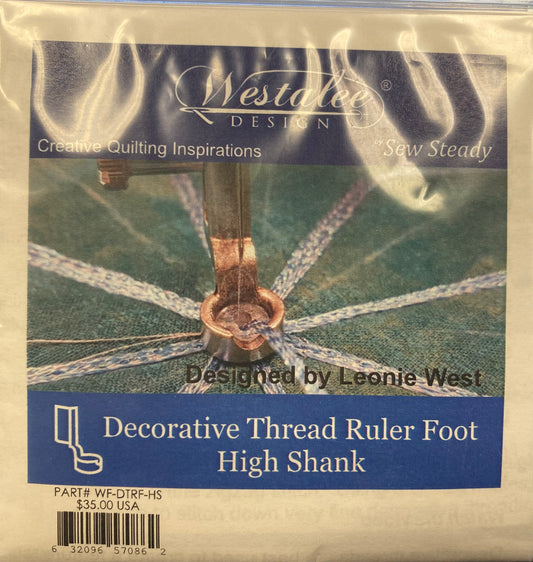 Westalee®
DESIGN
Creative Quilting Inspirations
by Sew Steady
Designed by Leonie West
Decorative Thread Ruler Foot
High Shank
PART# WF-DTRF-HS
$35.00 USA
6 32096 57086 2